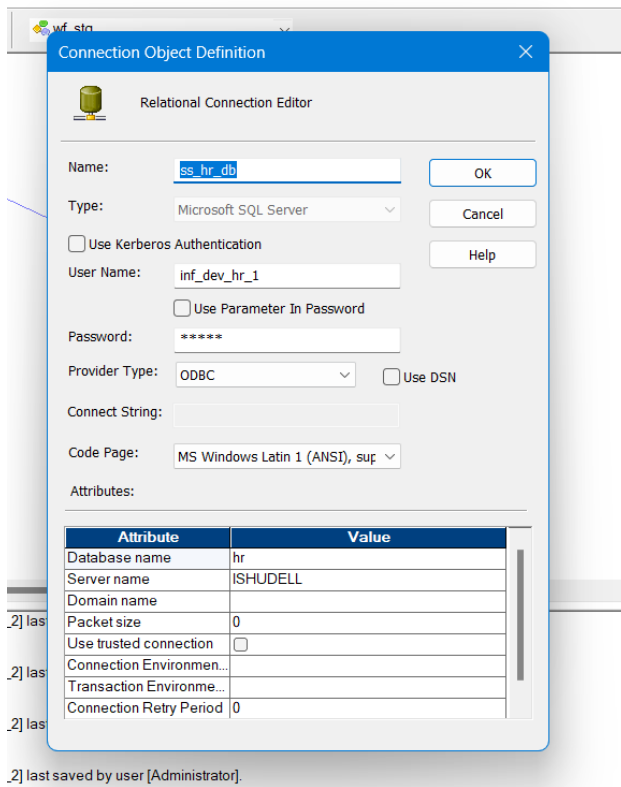 wf_stg
Connection Object Definition
Relational Connection Editor
Name:
ss_hr_db
OK
Type:
Microsoft SQL Server
Cancel
Use Kerberos Authentication
Help
User Name:
inf_dev_hr_1
Use Parameter In Password
Password:
*****
Provider Type:
ODBC
Use DSN
Connect String:
Code Page:
MS Windows Latin 1 (ANSI), sup
Attributes:
Attribute Value
Database name hr
Server name ISHUDELL
Domain name
Packet size 0
Use trusted connection
Connection Environmen...
Transaction Environme...
Connection Retry Period 0
_2] las
_2] las
_2] las
_2] last saved by user [Administrator].